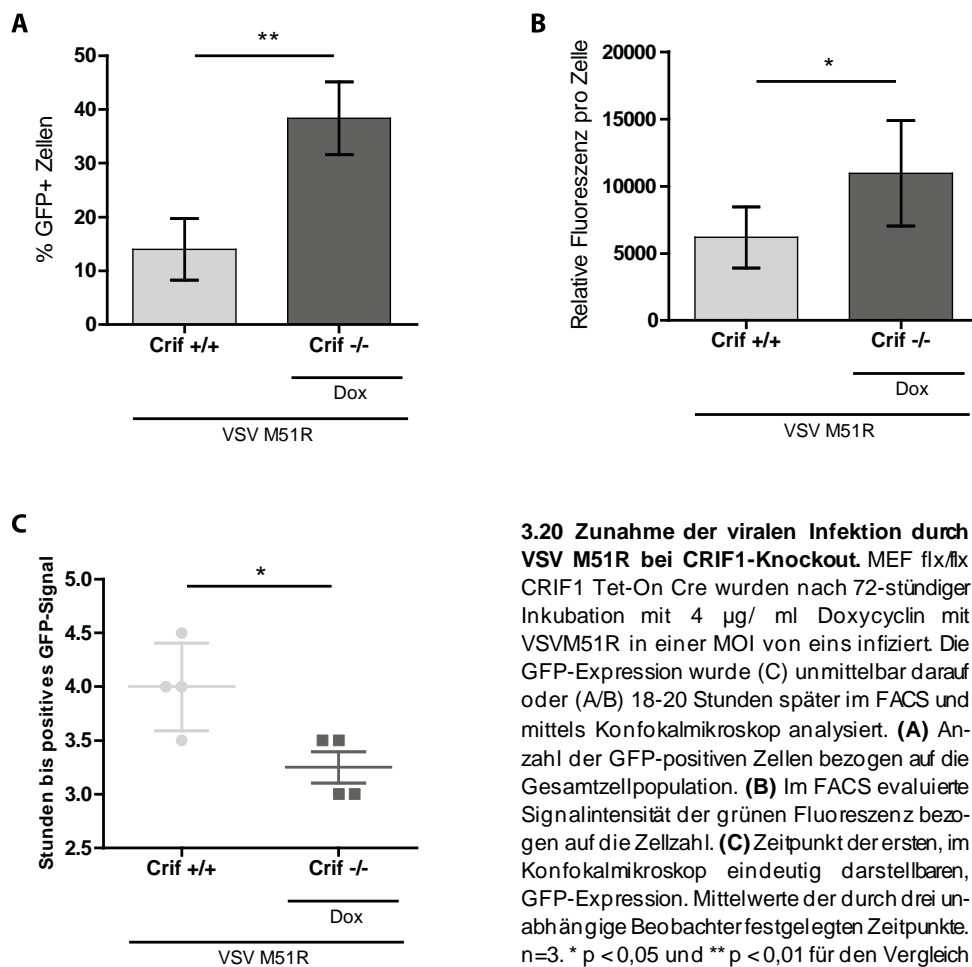 A
% GFP+ Zellen
50
40
30
20
10
0
**
Crif +/+
Crif -/-
Dox
VSV M51R
B
Relative Fluoreszenz pro Zelle
20000
15000
10000
5000
0
*
Crif +/+
Crif -/-
Dox
VSV M51R
C
Stunden bis positives GFP-Signal
5.0
4.5
4.0
3.5
3.0
2.5
*
Crif +/+
Crif -/-
Dox
VSV M51R
3.20 Zunahme der viralen Infektion durch
VSV M51R bei CRIF1-Knockout. MEF flx/flx
CRIF1 Tet-On Cre wurden nach 72-stündiger
Inkubation mit 4 µg/ ml Doxycyclin mit
VSVM51R in einer MOI von eins infiziert. Die
GFP-Expression wurde (C) unmittelbar darauf
oder (A/B) 18-20 Stunden später im FACS und
mittels Konfokalmikroskop analysiert. (A) An-
zahl der GFP-positiven Zellen bezogen auf die
Gesamtzellpopulation. (B) Im FACS evaluierte
Signalintensität der grünen Fluoreszenz bezo-
gen auf die Zellzahl. (C) Zeitpunkt der ersten, im
Konfokalmikroskop eindeutig darstellbaren,
GFP-Expression. Mittelwerte der durch drei un-
abhängige Beobachter festgelegten Zeitpunkte.
n=3. * p < 0,05 und ** p < 0,01 für den Vergleich